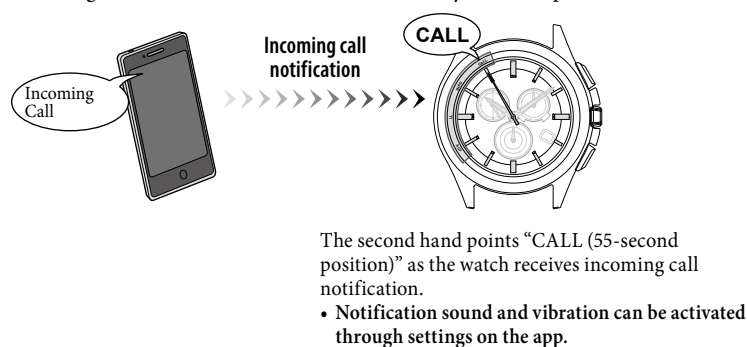 Incoming call
notification
CALL
Incoming
Call
The second hand points “CALL (55-second
position)” as the watch receives incoming call
notification.
• Notification sound and vibration can be activated
through settings on the app.